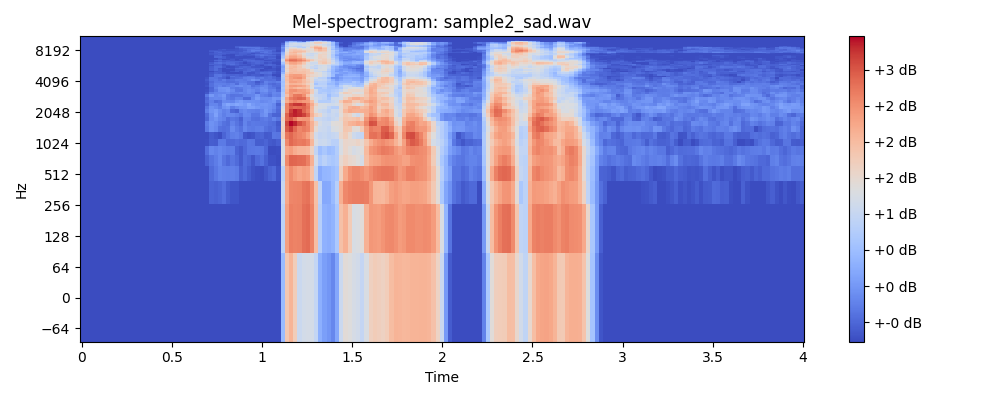 Mel-spectrogram: sample2_sad.wav
8192
4096
2048
1024
512
256
128
64
0
−64
Hz
0 0.5 1 1.5 2 2.5 3 3.5 4
Time
+3 dB
+2 dB
+2 dB
+2 dB
+1 dB
+0 dB
+0 dB
+-0 dB